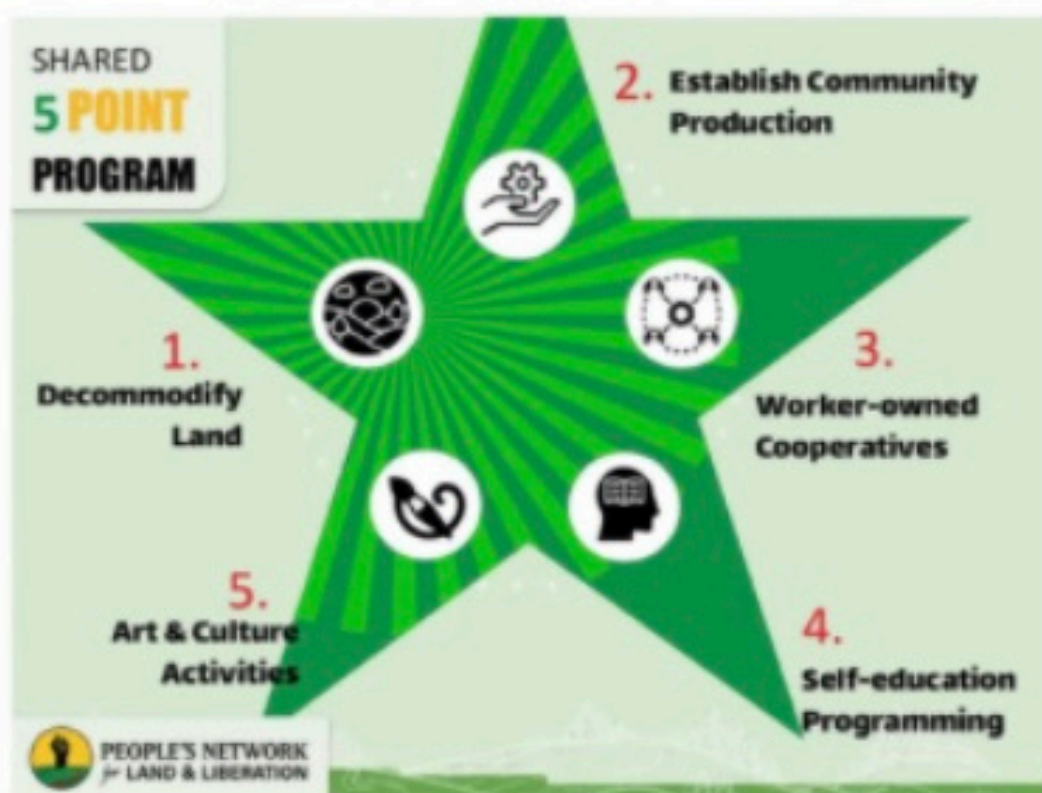 SHARED
5 POINT
PROGRAM
1.
Decommodify
Land
2. Establish Community
Production
3.
Worker-owned
Cooperatives
4.
Self-education
Programming
5.
Art & Culture
Activities
PEOPLE'S NETWORK
for LAND & LIBERATION